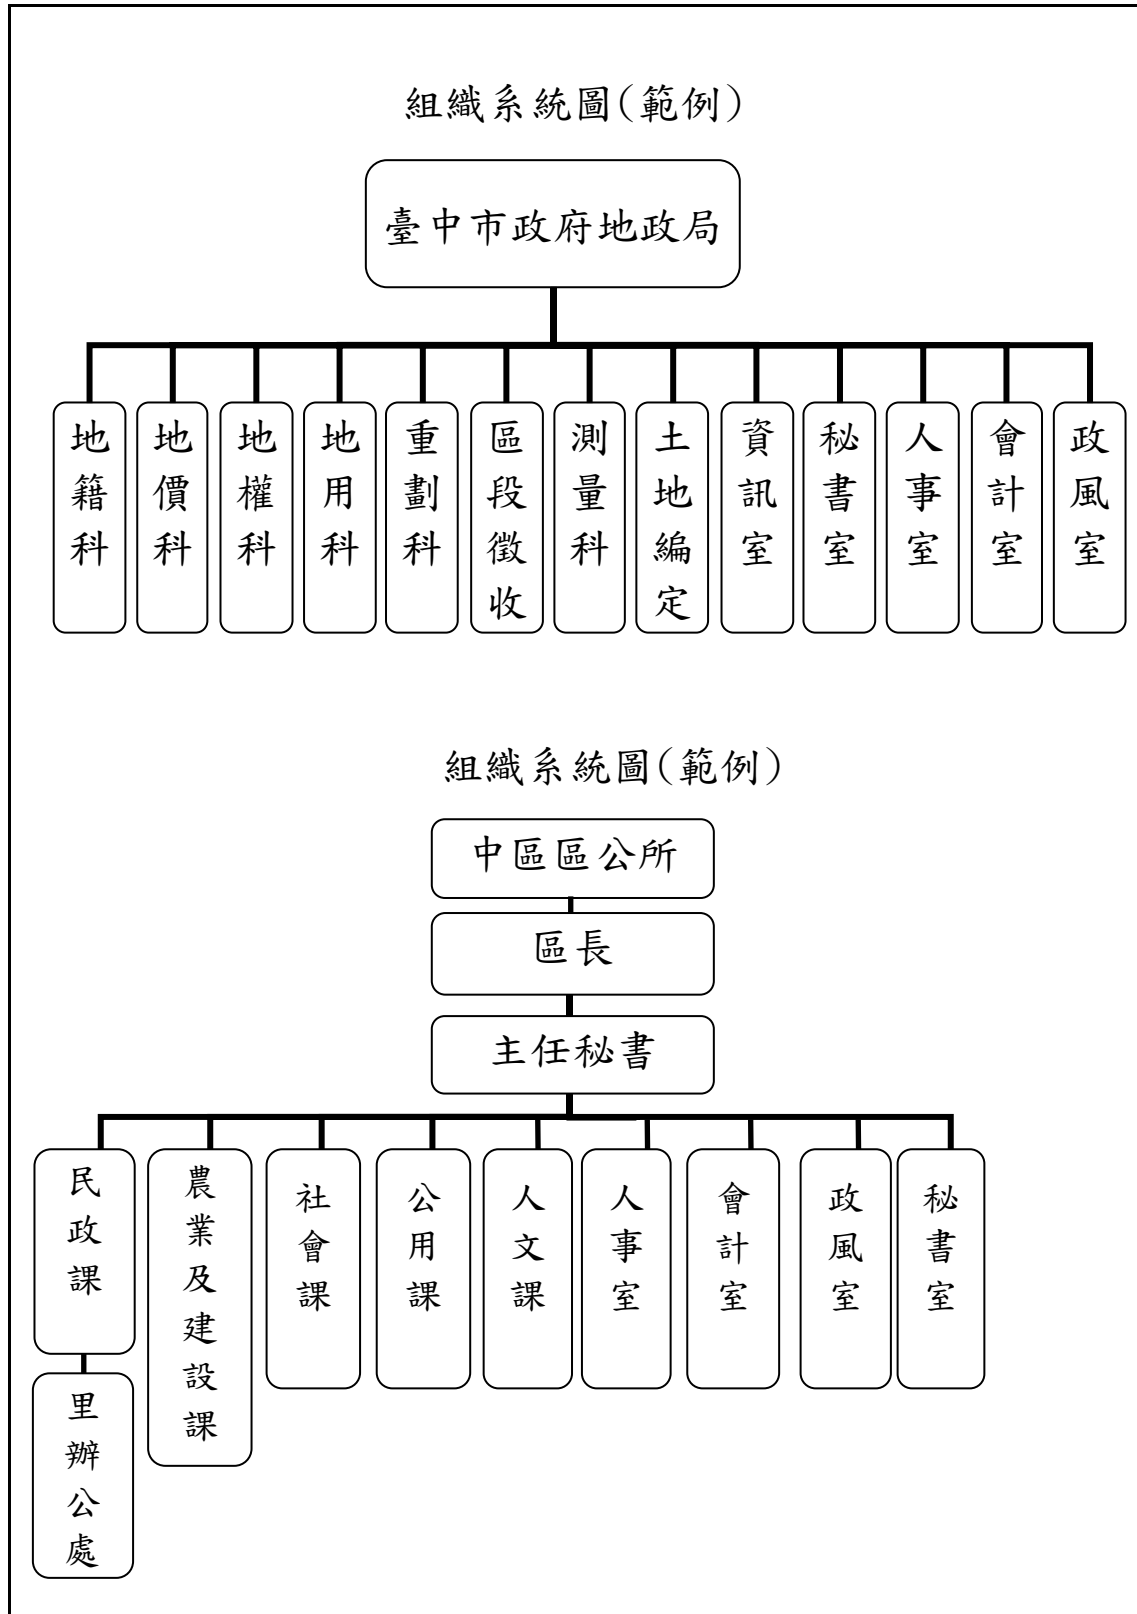 組織系統圖(範例)
臺中市政府地政局
地籍科
地價科
地權科
地用科
重劃科
區段徵收
測量科
土地編定
資訊室
秘書室
人事室
會計室
政風室
組織系統圖(範例)
中區區公所
區長
主任秘書
民政課
農業及建設課
社會課
公用課
人文課
人事室
會計室
政風室
秘書室
里辦公處